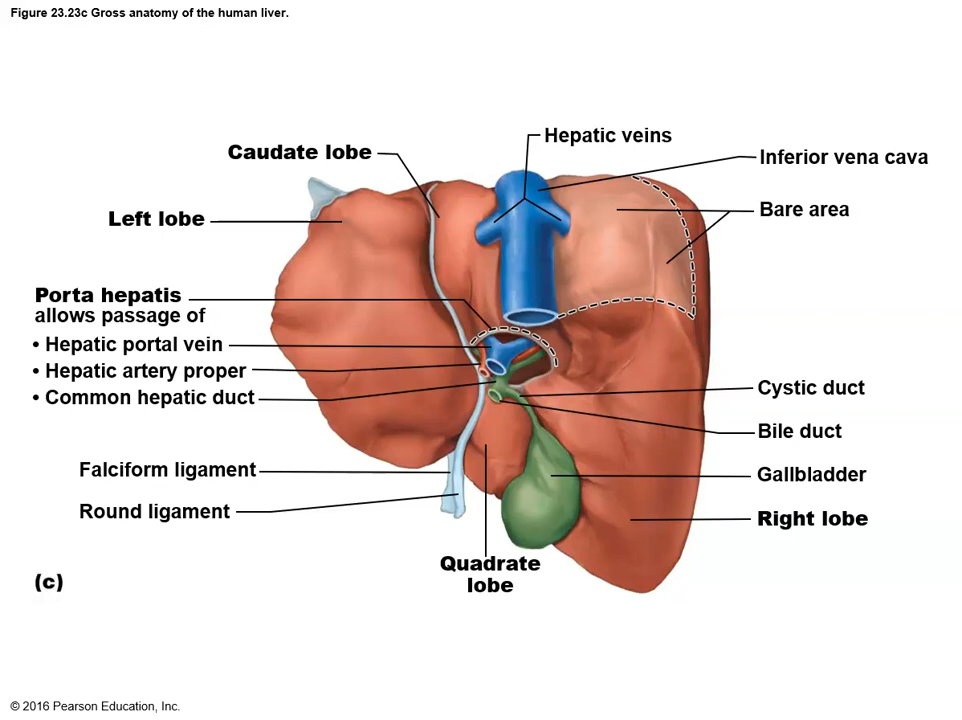 Figure 23.23c Gross anatomy of the human liver.
Hepatic veins
Caudate lobe
Inferior vena cava
Left lobe
Bare area
Porta hepatis
allows passage of
• Hepatic portal vein
• Hepatic artery proper
• Common hepatic duct
Cystic duct
Bile duct
Falciform ligament
Gallbladder
Round ligament
Right lobe
Quadrate
lobe
(c)
© 2016 Pearson Education, Inc.